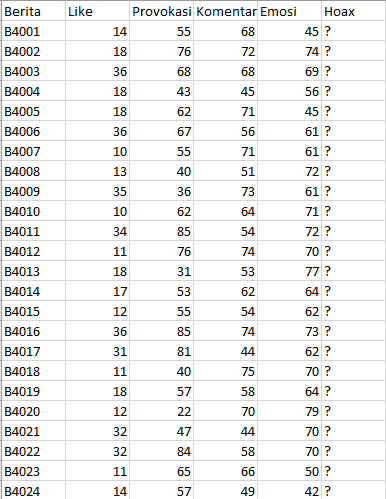 Berita Like Provokasi Komentar Emosi Hoax
B4001 14 55 68 45 ?
B4002 18 76 72 74 ?
B4003 36 68 68 69 ?
B4004 18 43 45 56 ?
B4005 18 62 71 45 ?
B4006 36 67 56 61 ?
B4007 10 55 71 61 ?
B4008 13 40 51 72 ?
B4009 35 36 73 61 ?
B4010 10 62 64 71 ?
B4011 34 85 54 72 ?
B4012 11 76 74 70 ?
B4013 18 31 53 77 ?
B4014 17 53 62 64 ?
B4015 12 55 54 62 ?
B4016 36 85 74 73 ?
B4017 31 81 44 62 ?
B4018 11 40 75 70 ?
B4019 18 57 58 64 ?
B4020 12 22 70 79 ?
B4021 32 47 44 70 ?
B4022 32 84 58 70 ?
B4023 11 65 66 50 ?
B4024 14 57 49 42 ?